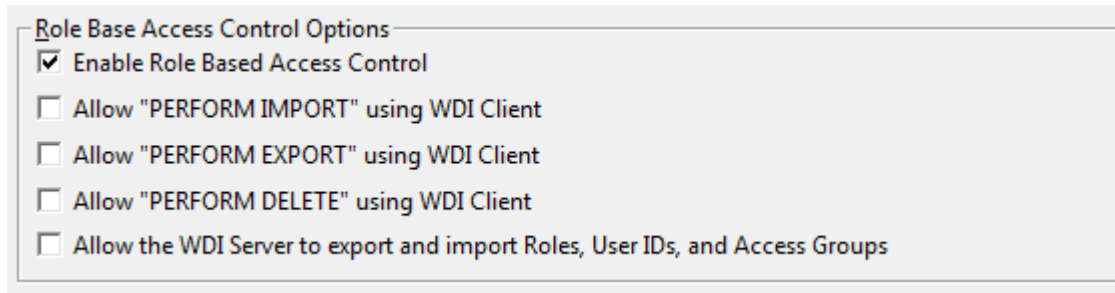 Role Base Access Control Options
Enable Role Based Access Control
Allow "PERFORM IMPORT" using WDI Client
Allow "PERFORM EXPORT" using WDI Client
Allow "PERFORM DELETE" using WDI Client
Allow the WDI Server to export and import Roles, User IDs, and Access Groups